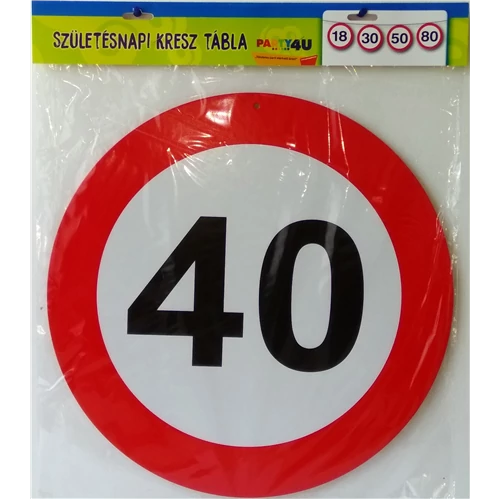 SZÜLETÉSNAPI KRESZ TÁBLA
PARTY4U
18 30 50 80
40